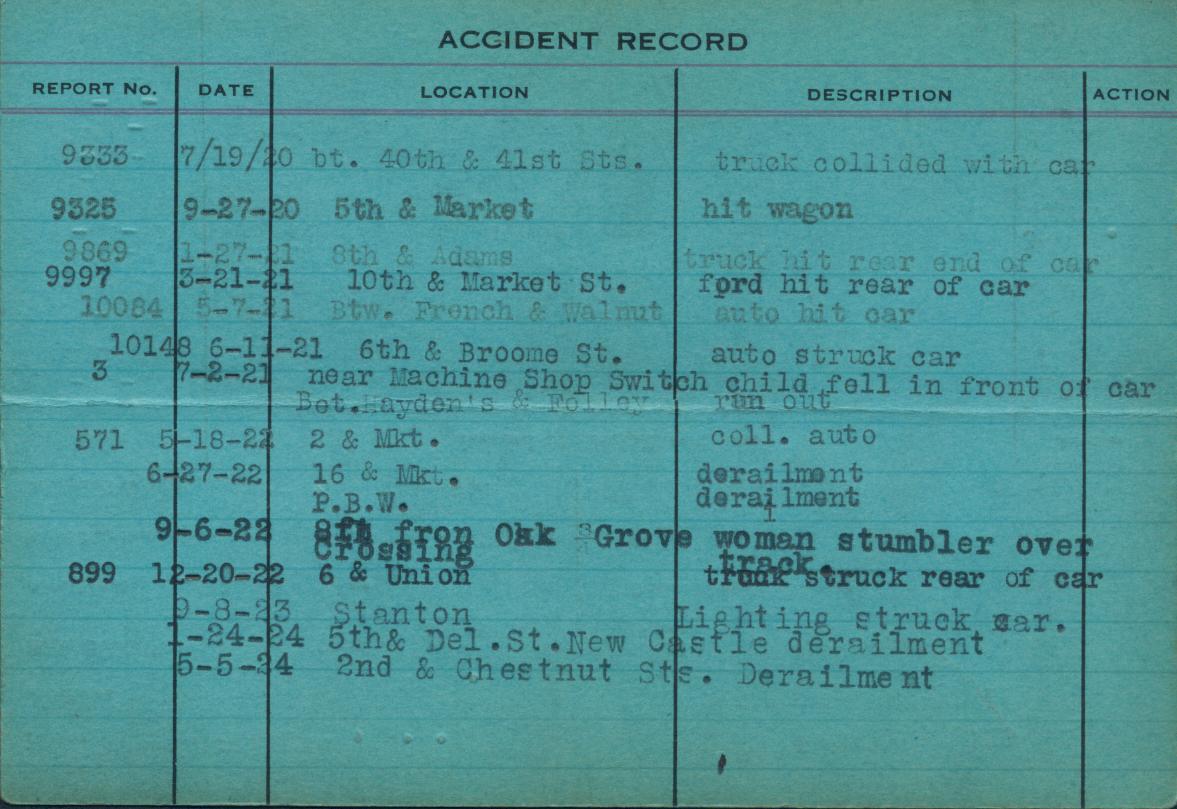 ACCIDENT RECORD
REPORT No. DATE LOCATION DESCRIPTION ACTION
9333 7/19/20 bt. 40th & 41st Sts. truck collided with car
9325 9-27-20 5th & Market hit wagon
9869 1-27-21 8th & Adams truck hit rear end of car
9997 3-21-21 10th & Market St. ford hit rear of car
10084 5-7-21 Btw. French & Walnut auto hit car
10148 6-11-21 6th & Broome St. auto struck car
3 7-2-21 near Machine Shop Switch child fell in front of car
Bet.Hayden's & Folley run out
571 5-18-22 2 & Mkt. coll. auto
6-27-22 16 & Mkt. derailment
P.B.W. derailment
9-6-22 8ft fron Oak Grove woman stumbler over
Crossing track.
899 12-20-22 6 & Union struck rear of car
9-8-23 Stanton Lighting struck car.
1-24-24 5th& Del.St.New Castle derailment
5-5-24 2nd & Chestnut Sts. Derailment